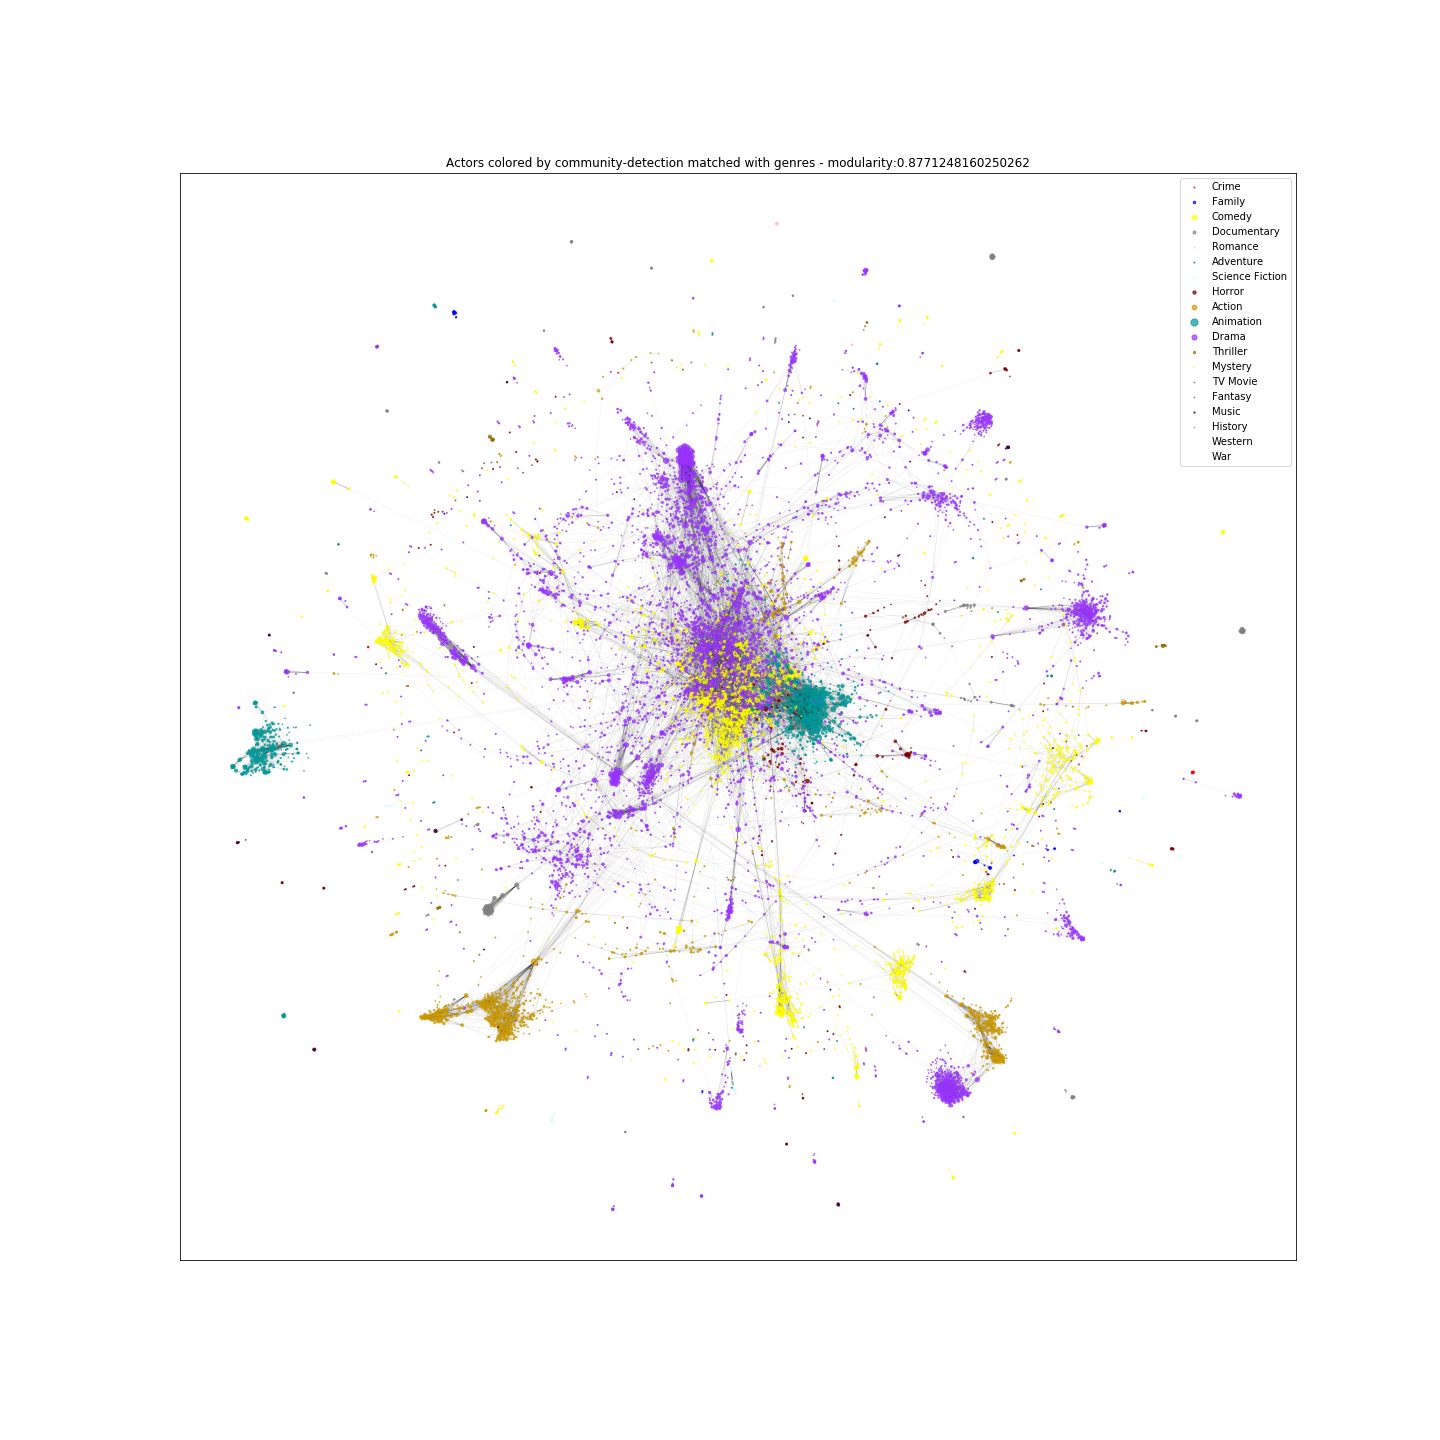 Actors colored by community-detection matched with genres - modularity:0.8771248160250262
Crime
Family
Comedy
Documentary
Romance
Adventure
Science Fiction
Horror
Action
Animation
Drama
Thriller
Mystery
TV Movie
Fantasy
Music
History
Western
War